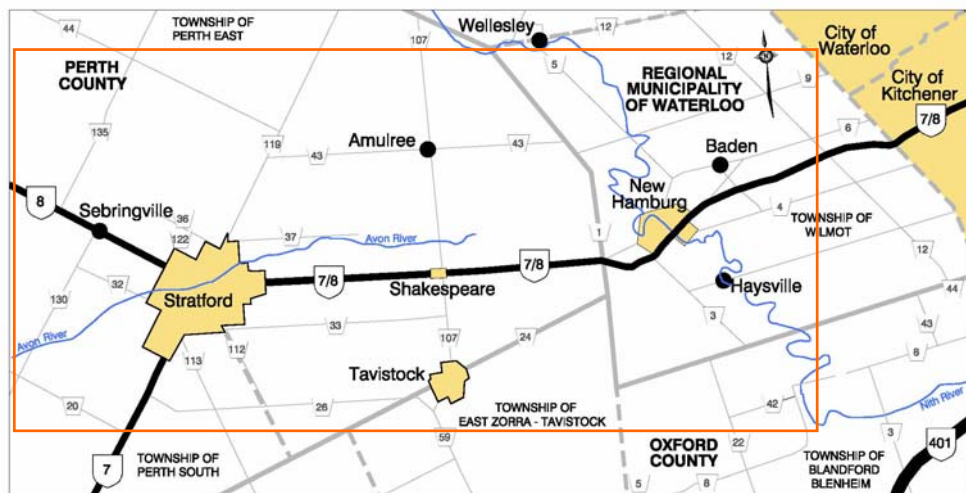 TOWNSHIP OF
PERTH EAST
44
107
Wellesley
12
City of
Waterloo
PERTH
COUNTY
5
REGIONAL
MUNICIPALITY
OF WATERLOO
12
9
City of
Kitchener
7/8
135
119
43
Amulree
43
Baden
6
8
Sebringville
36
122
37
Avon River
New
Hamburg
1
4
TOWNSHIP OF
WILMOT
12
130
32
Stratford
7/8
Shakespeare
7/8
Haysville
44
Avon River
33
107
24
3
43
113
112
Tavistock
8
20
26
TOWNSHIP OF
EAST ZORRA - TAVISTOCK
42
Nith River
59
7
TOWNSHIP OF
PERTH SOUTH
OXFORD
COUNTY
22
3
401
5
8
TOWNSHIP OF
BLANDFORD
BLENHEIM